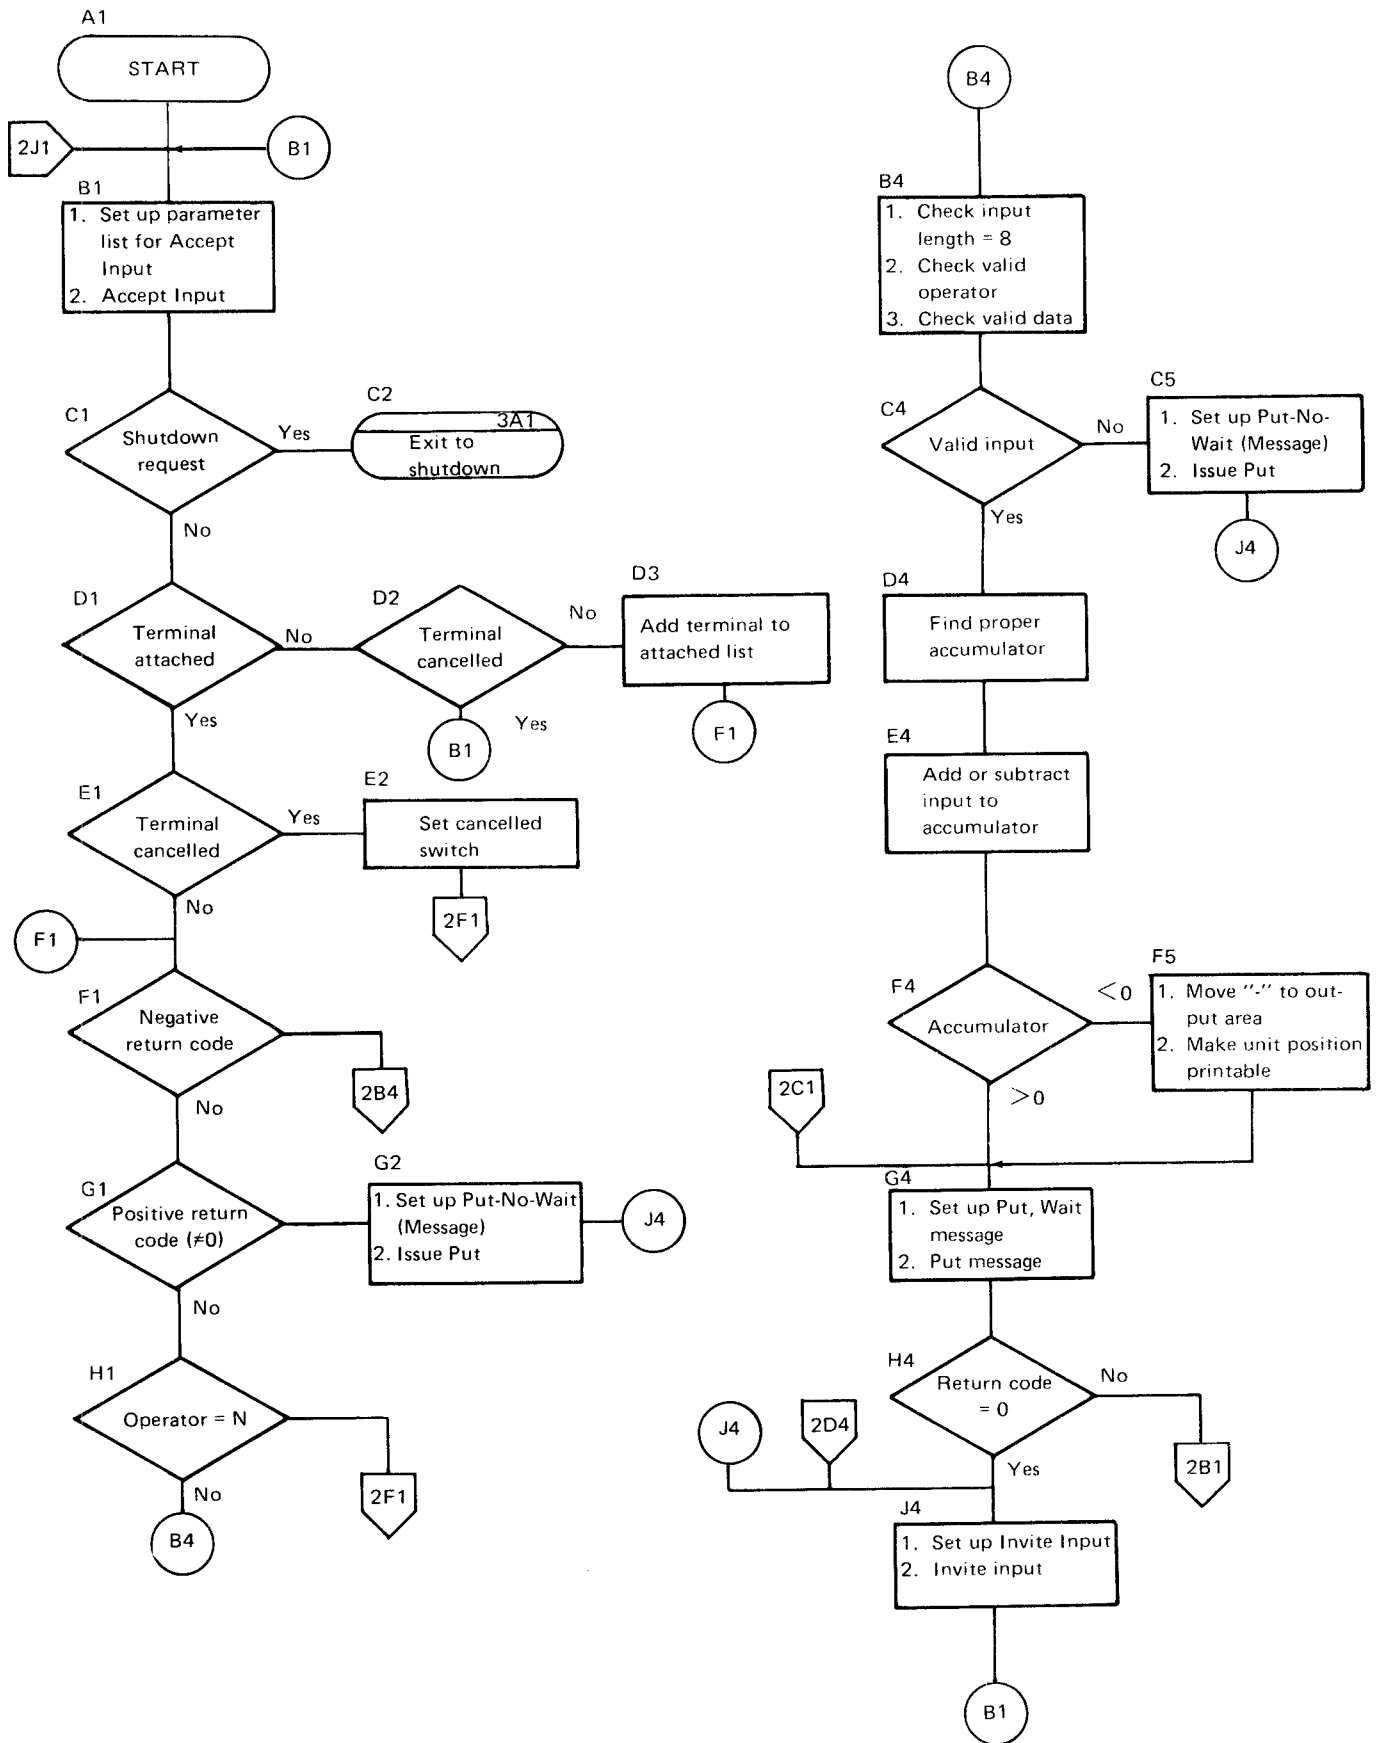 A1
START
2J1
B1
B1
1. Set up parameter
list for Accept
Input
2. Accept Input
C1
Shutdown
request
Yes
No
C2
3A1
Exit to
shutdown
D1
Terminal
attached
No
Yes
D2
Terminal
cancelled
No
Yes
B1
D3
Add terminal to
attached list
F1
E1
Terminal
cancelled
Yes
No
E2
Set cancelled
switch
2F1
F1
F1
Negative
return code
No
2B4
G1
Positive return
code (≠0)
No
G2
1. Set up Put-No-Wait
(Message)
2. Issue Put
J4
H1
Operator = N
No
2F1
B4
B4
B4
1. Check input
length = 8
2. Check valid
operator
3. Check valid data
C4
Valid input
No
Yes
C5
1. Set up Put-No-
Wait (Message)
2. Issue Put
J4
D4
Find proper
accumulator
E4
Add or subtract
input to
accumulator
F4
Accumulator
<0
>0
F5
1. Move "-" to out-
put area
2. Make unit position
printable
2C1
G4
1. Set up Put, Wait
message
2. Put message
H4
Return code
= 0
No
Yes
2B1
J4
2D4
J4
1. Set up Invite Input
2. Invite input
B1